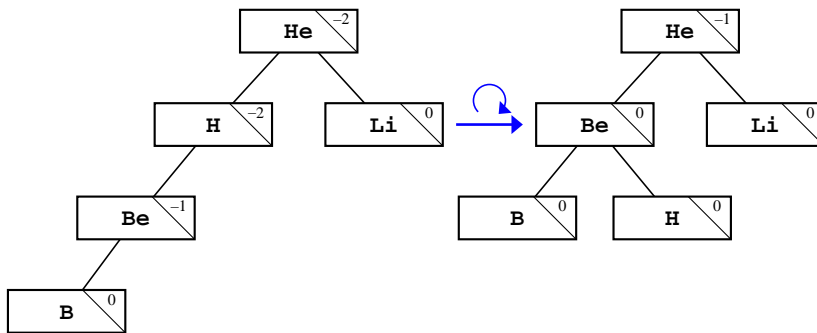 He –2 He –1
H –2 Li 0 Be 0 Li 0
Be –1 B 0 H 0
B 0